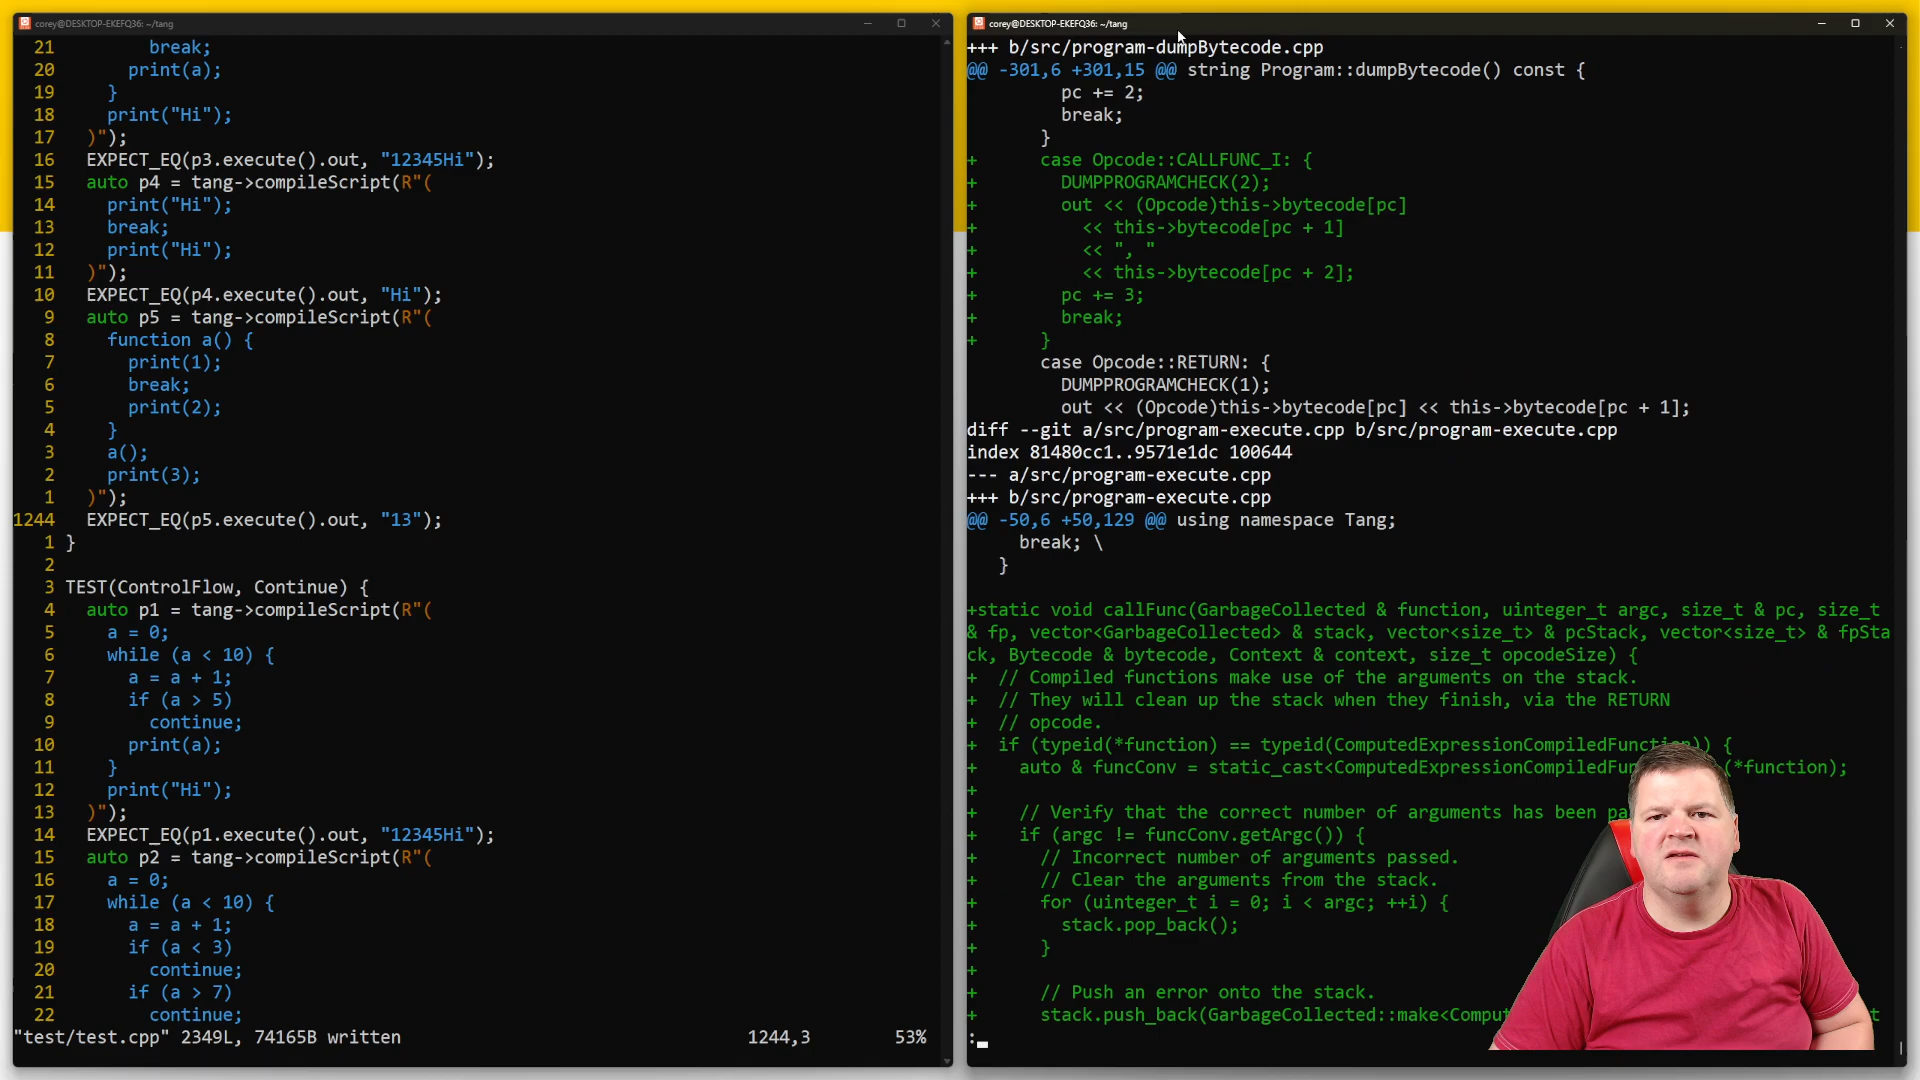 corey@DESKTOP-EKEFQ36: ~/tang
21 break;
20 print(a);
19 }
18 print("Hi");
17 )");
16 EXPECT_EQ(p3.execute().out, "12345Hi");
15 auto p4 = tang->compileScript(R"(
14 print("Hi");
13 break;
12 print("Hi");
11 )");
10 EXPECT_EQ(p4.execute().out, "Hi");
9 auto p5 = tang->compileScript(R"(
8 function a() {
7 print(1);
6 break;
5 print(2);
4 }
3 a();
2 print(3);
1 )");
1244 EXPECT_EQ(p5.execute().out, "13");
1 }
2
3 TEST(ControlFlow, Continue) {
4 auto p1 = tang->compileScript(R"(
5 a = 0;
6 while (a < 10) {
7 a = a + 1;
8 if (a > 5)
9 continue;
10 print(a);
11 }
12 print("Hi");
13 )");
14 EXPECT_EQ(p1.execute().out, "12345Hi");
15 auto p2 = tang->compileScript(R"(
16 a = 0;
17 while (a < 10) {
18 a = a + 1;
19 if (a < 3)
20 continue;
21 if (a > 7)
22 continue;
"test/test.cpp" 2349L, 74165B written 1244,3 53%
corey@DESKTOP-EKEFQ36: ~/tang
+++ b/src/program-dumpBytecode.cpp
@@ -301,6 +301,15 @@ string Program::dumpBytecode() const {
pc += 2;
break;
}
+ case Opcode::CALLFUNC_I: {
+ DUMPPROGRAMCHECK(2);
+ out << (Opcode)this->bytecode[pc]
+ << this->bytecode[pc + 1]
+ << ", "
+ << this->bytecode[pc + 2];
+ pc += 3;
+ break;
+ }
case Opcode::RETURN: {
DUMPPROGRAMCHECK(1);
out << (Opcode)this->bytecode[pc] << this->bytecode[pc + 1];
diff --git a/src/program-execute.cpp b/src/program-execute.cpp
index 81480cc1..9571e1dc 100644
--- a/src/program-execute.cpp
+++ b/src/program-execute.cpp
@@ -50,6 +50,129 @@ using namespace Tang;
break; \
}
+static void callFunc(GarbageCollected & function, uinteger_t argc, size_t & pc, size_t
& fp, vector<GarbageCollected> & stack, vector<size_t> & pcStack, vector<size_t> & fpSta
ck, Bytecode & bytecode, Context & context, size_t opcodeSize) {
+ // Compiled functions make use of the arguments on the stack.
+ // They will clean up the stack when they finish, via the RETURN
+ // opcode.
+ if (typeid(*function) == typeid(ComputedExpressionCompiledFunction)) {
+ auto & funcConv = static_cast<ComputedExpressionCompiledFun (*function);
+
+ // Verify that the correct number of arguments has been pa
+ if (argc != funcConv.getArgc()) {
+ // Incorrect number of arguments passed.
+ // Clear the arguments from the stack.
+ for (uinteger_t i = 0; i < argc; ++i) {
+ stack.pop_back();
+ }
+
+ // Push an error onto the stack.
+ stack.push_back(GarbageCollected::make<Comput t
: